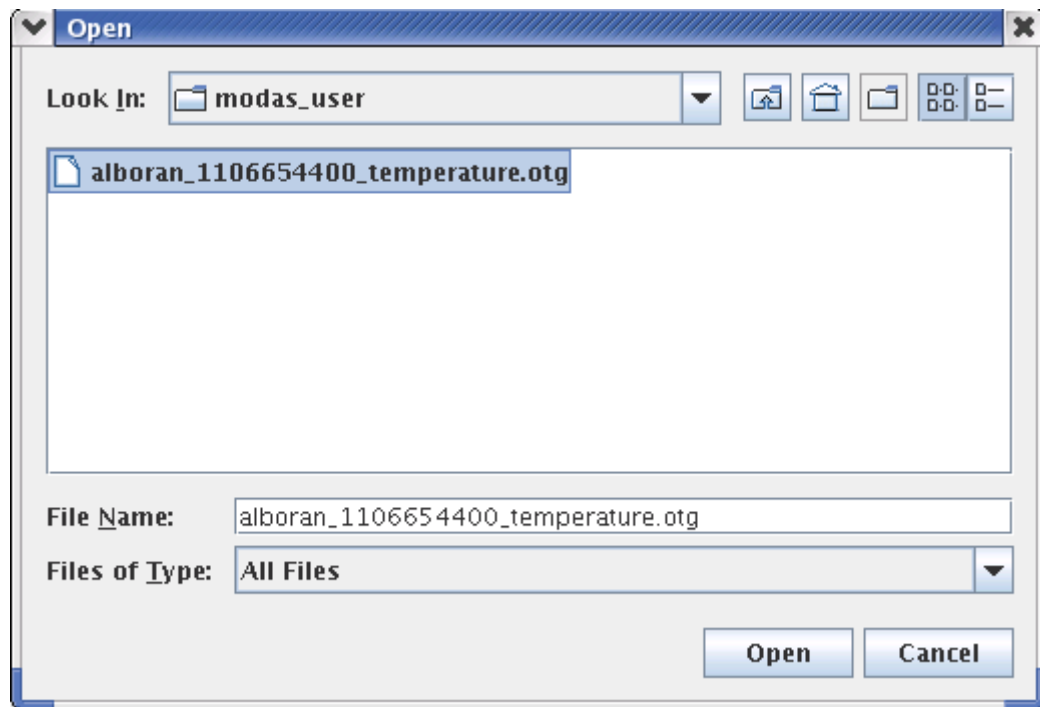 Open
Look In: modas_user
alboran_1106654400_temperature.otg
File Name: alboran_1106654400_temperature.otg
Files of Type: All Files
Open Cancel